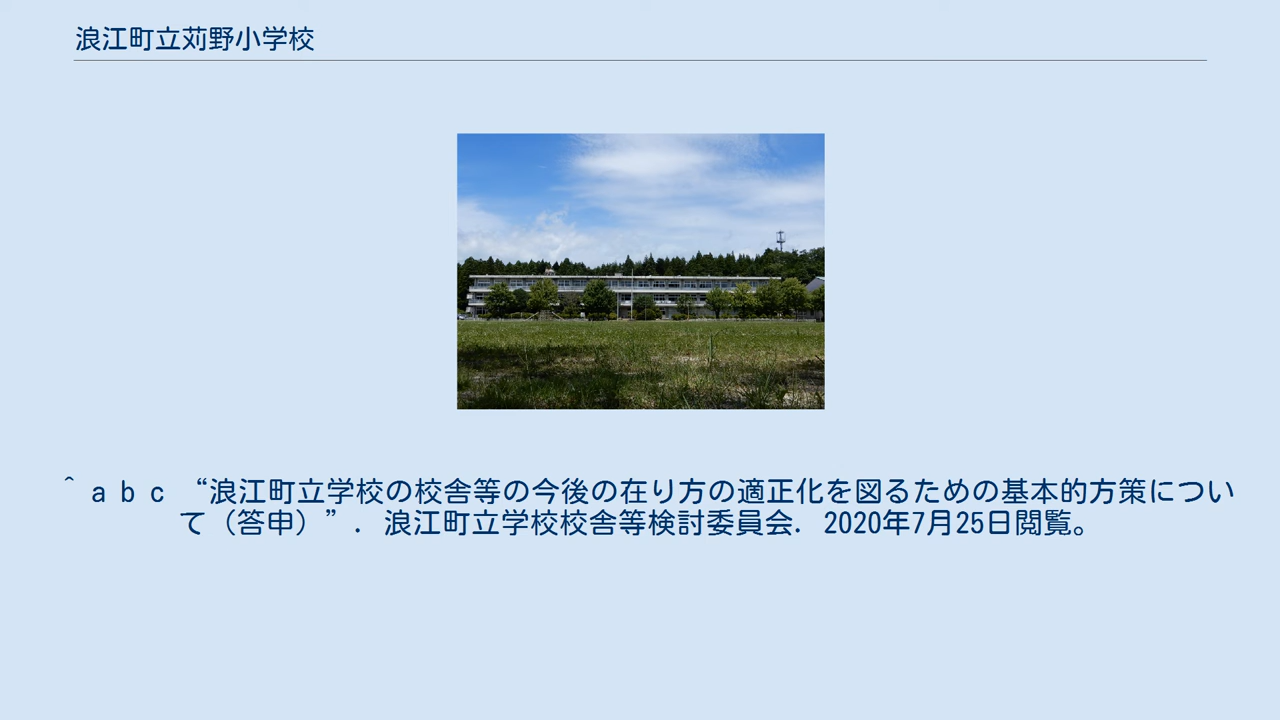 浪江町立苅野小学校
^ a b c “浪江町立学校の校舎等の今後の在り方の適正化を図るための基本的方策につい
て（答申）”. 浪江町立学校校舎等検討委員会. 2020年7月25日閲覧。